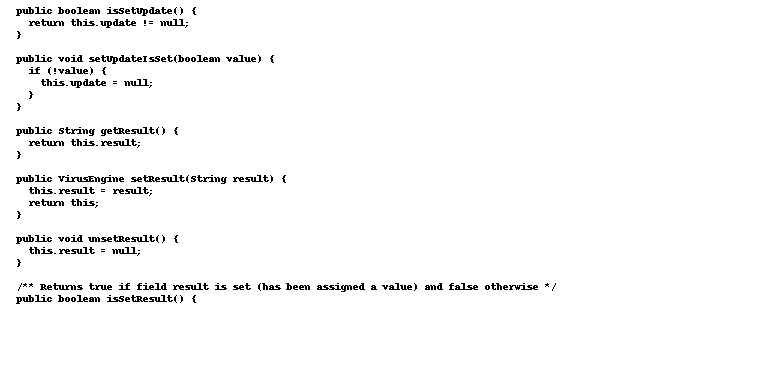 public boolean isSetUpdate() {
  return this.update != null;
}

public void setUpdateIsSet(boolean value) {
  if (!value) {
    this.update = null;
  }
}

public String getResult() {
  return this.result;
}

public VirusEngine setResult(String result) {
  this.result = result;
  return this;
}

public void unsetResult() {
  this.result = null;
}

/** Returns true if field result is set (has been assigned a value) and false otherwise */
public boolean isSetResult() {